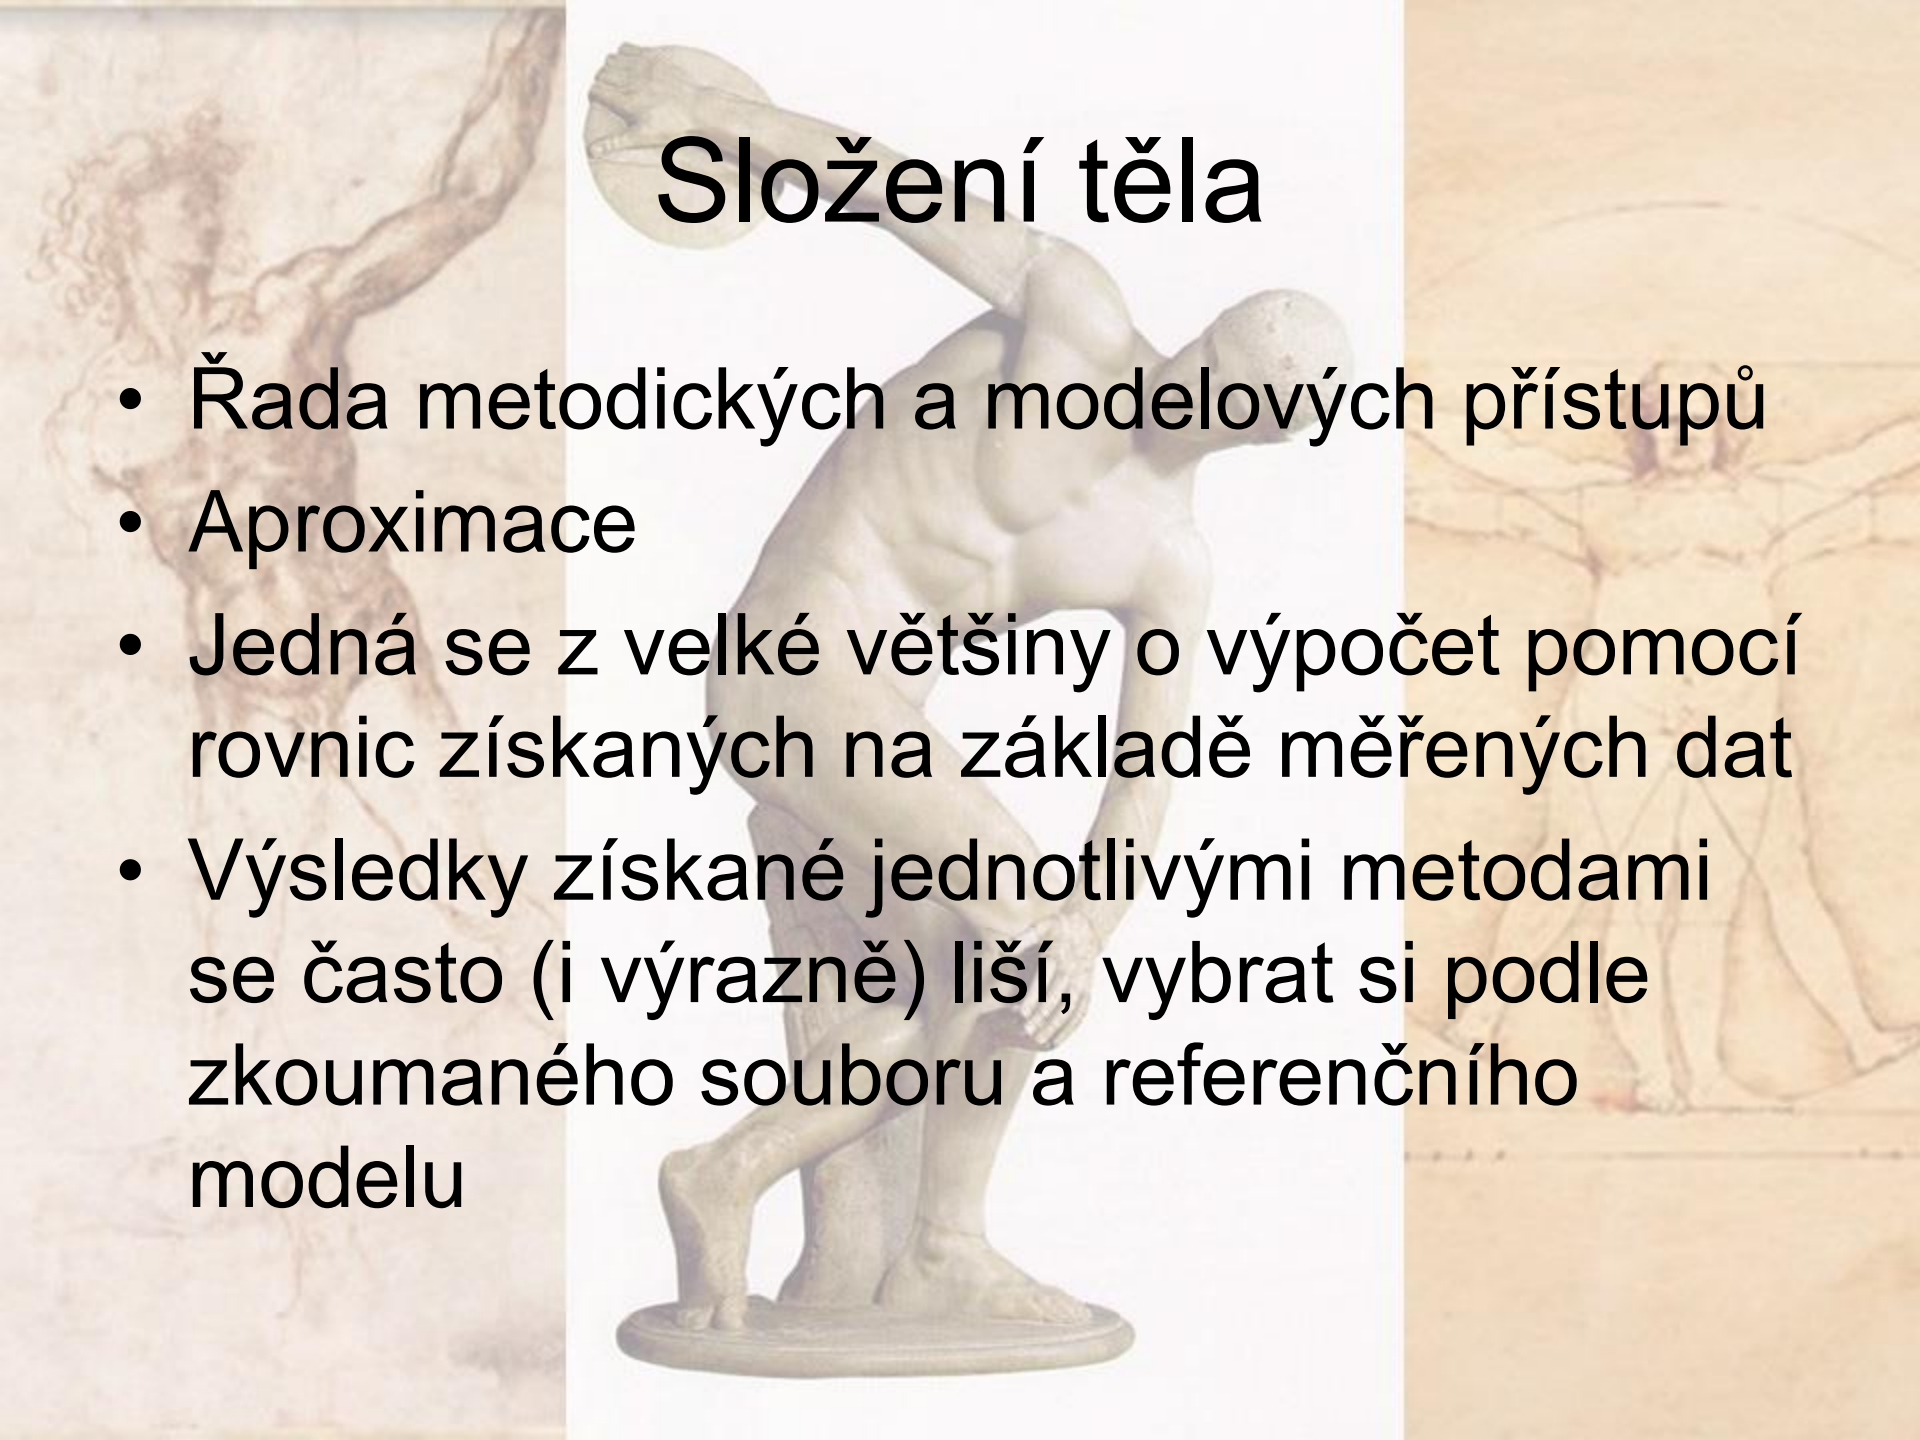 Složení těla
• Řada metodických a modelových přístupů
• Aproximace
• Jedná se z velké většiny o výpočet pomocí
rovnic získaných na základě měřených dat
• Výsledky získané jednotlivými metodami
se často (i výrazně) liší, vybrat si podle
zkoumaného souboru a referenčního
modelu